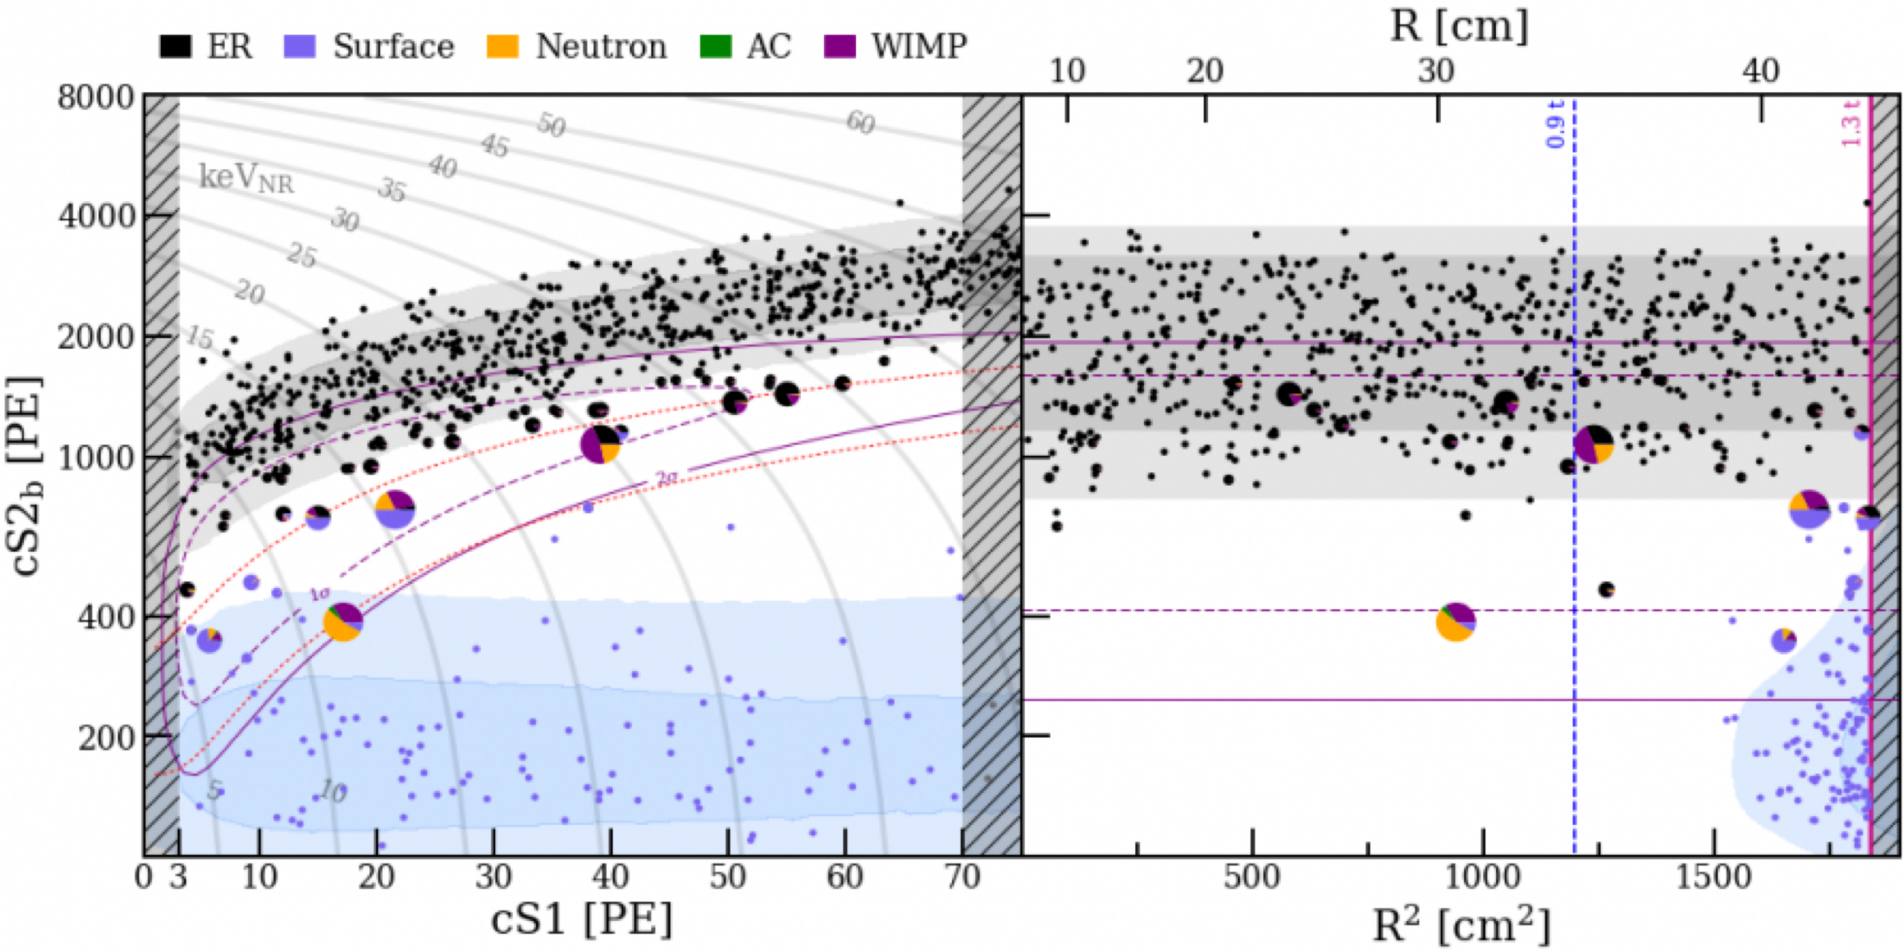 ER Surface Neutron AC WIMP
R [cm]
10 20 30 40
8000
4000
2000
1000
400
200
cS2b [PE]
keVNR
50
60
45
40
35
30
25
20
15
5
10
1σ
2σ
0.9 t
1.3 t
0 3 10 20 30 40 50 60 70
500 1000 1500
cS1 [PE]
R² [cm²]